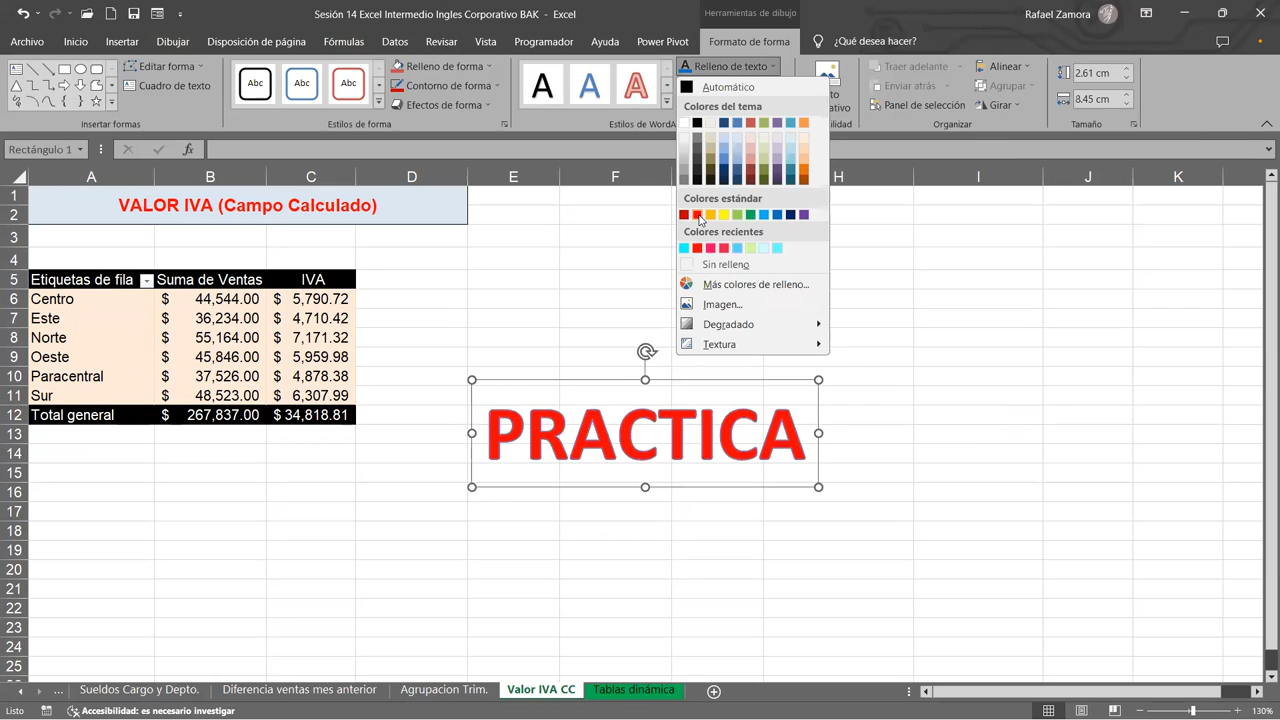 Sesión 14 Excel Intermedio Ingles Corporativo BAK - Excel
Herramientas de dibujo
Rafael Zamora
Archivo Inicio Insertar Dibujar Disposición de página Fórmulas Datos Revisar Vista Programador Ayuda Power Pivot Formato de forma ¿Qué desea hacer?
Editar forma
Cuadro de texto
Insertar formas
Abc Abc Abc
Relleno de forma
Contorno de forma
Efectos de forma
Estilos de forma
A A A
Relleno de texto
Estilos de WordA
Automático
Colores del tema
Colores estándar
Colores recientes
Sin relleno
Más colores de relleno...
Imagen...
Degradado
Textura
Traer adelante
Enviar atrás
Panel de selección
Alinear
Agrupar
Girar
Organizar
2.61 cm
8.45 cm
Tamaño
Rectángulo 1
fx
A B C D E F H I J K
1
2
VALOR IVA (Campo Calculado)
3
4
5 Etiquetas de fila Suma de Ventas IVA
6 Centro $ 44,544.00 $ 5,790.72
7 Este $ 36,234.00 $ 4,710.42
8 Norte $ 55,164.00 $ 7,171.32
9 Oeste $ 45,846.00 $ 5,959.98
10 Paracentral $ 37,526.00 $ 4,878.38
11 Sur $ 48,523.00 $ 6,307.99
12 Total general $ 267,837.00 $ 34,818.81
PRACTICA
13
14
15
16
17
18
19
20
21
22
23
24
25
... Sueldos Cargo y Depto. Diferencia ventas mes anterior Agrupacion Trim. Valor IVA CC Tablas dinámica
Listo Accesibilidad: es necesario investigar 130%